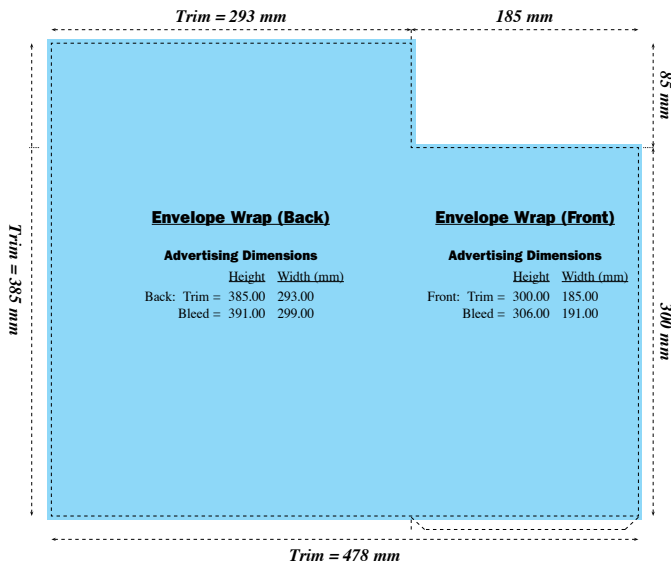 Trim = 293 mm
185 mm
85 mm
Trim = 385 mm
300 mm
Envelope Wrap (Back)
Advertising Dimensions
Height Width (mm)
Back: Trim = 385.00 293.00
Bleed = 391.00 299.00
Envelope Wrap (Front)
Advertising Dimensions
Height Width (mm)
Front: Trim = 300.00 185.00
Bleed = 306.00 191.00
Trim = 478 mm